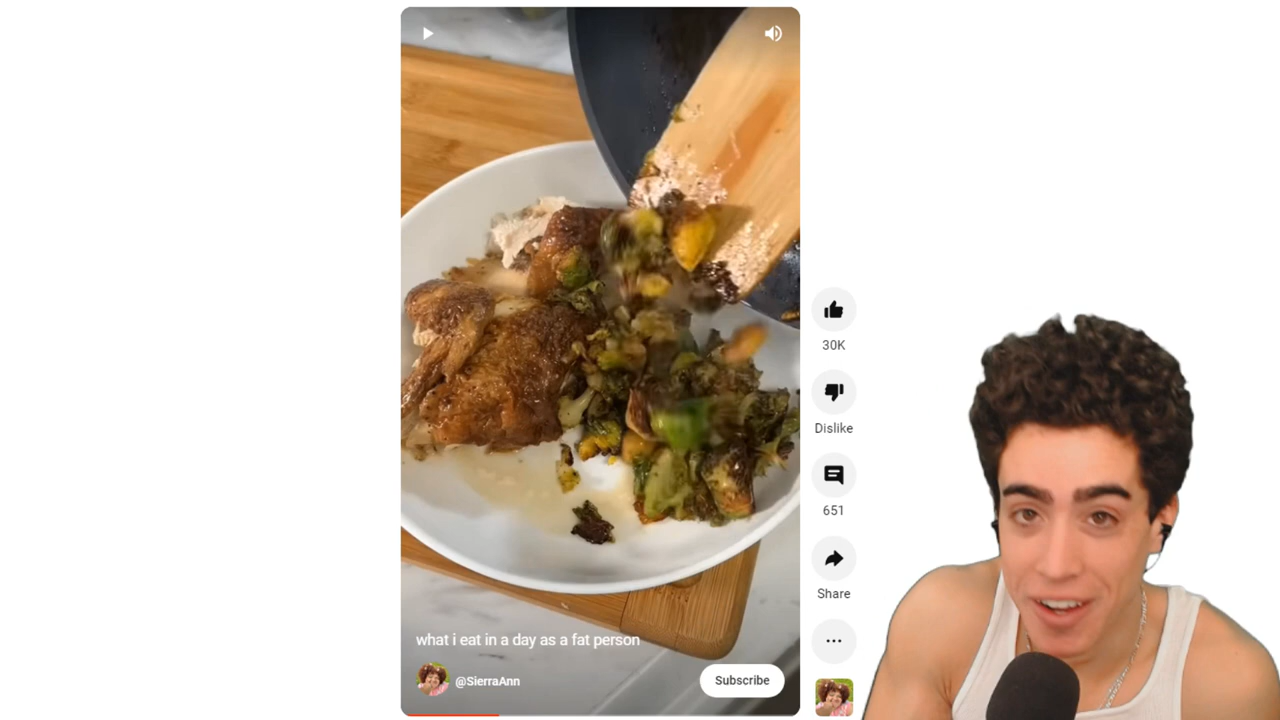 30K
Dislike
651
Share
what i eat in a day as a fat person
@SierraAnn
Subscribe